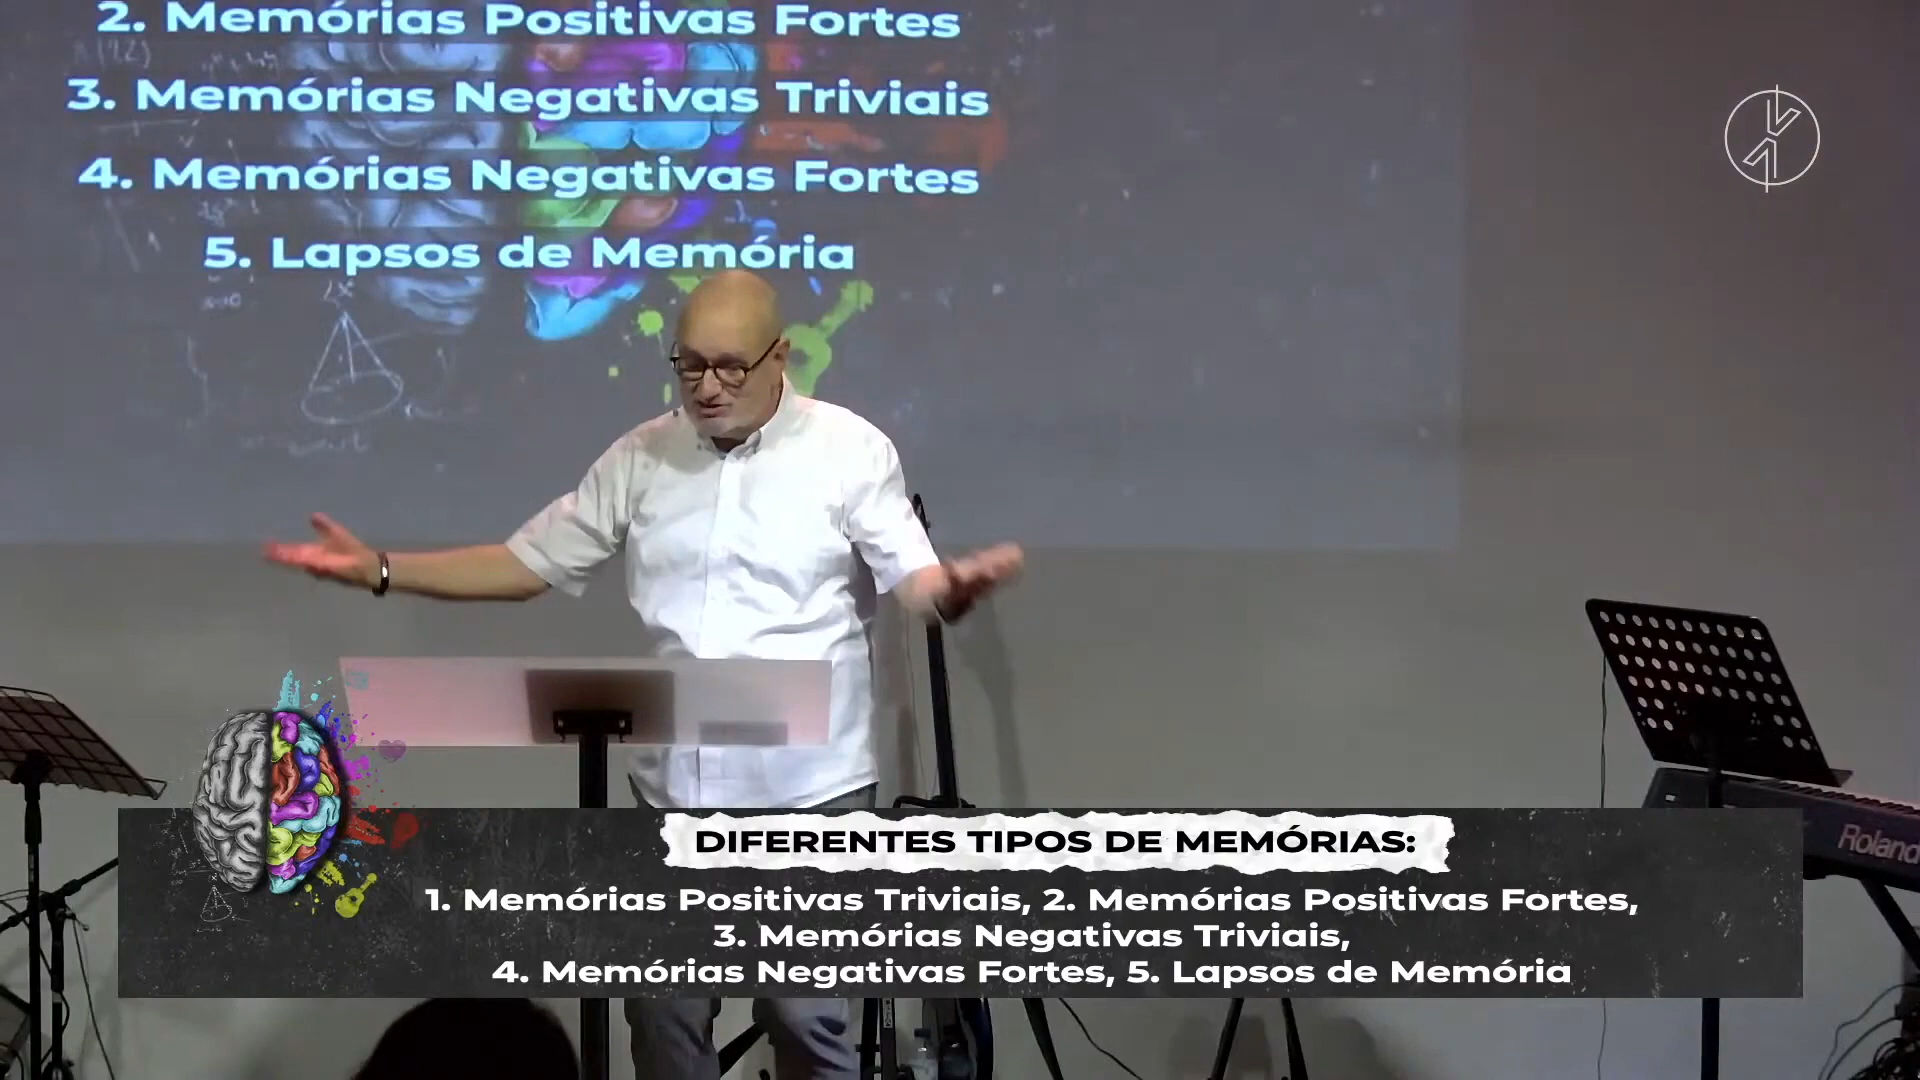 2. Memórias Positivas Fortes
3. Memórias Negativas Triviais
4. Memórias Negativas Fortes
5. Lapsos de Memória
Roland
DIFERENTES TIPOS DE MEMÓRIAS:
1. Memórias Positivas Triviais, 2. Memórias Positivas Fortes,
3. Memórias Negativas Triviais,
4. Memórias Negativas Fortes, 5. Lapsos de Memória